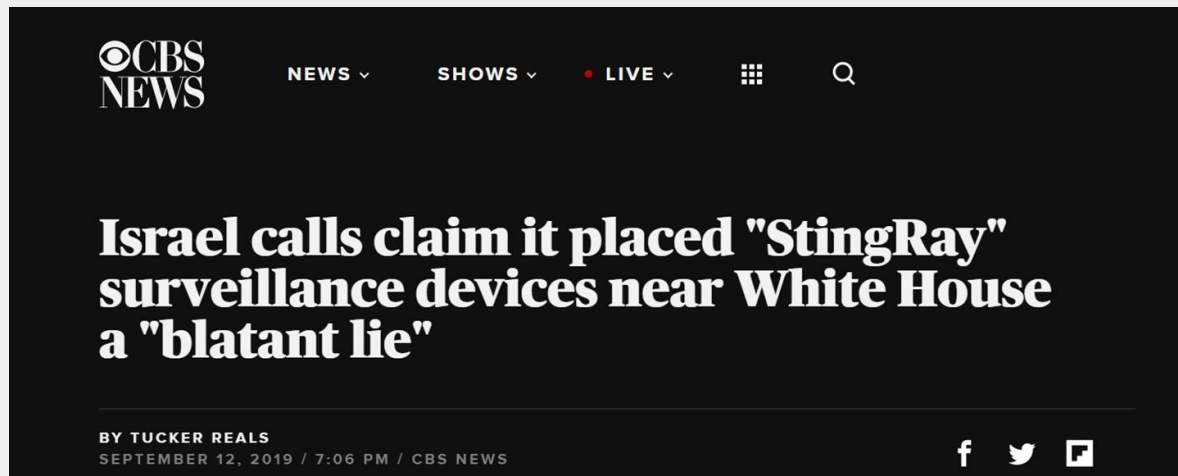 CBS
NEWS
NEWS
SHOWS
LIVE
Israel calls claim it placed "StingRay"
surveillance devices near White House
a "blatant lie"
BY TUCKER REALS
SEPTEMBER 12, 2019 / 7:06 PM / CBS NEWS